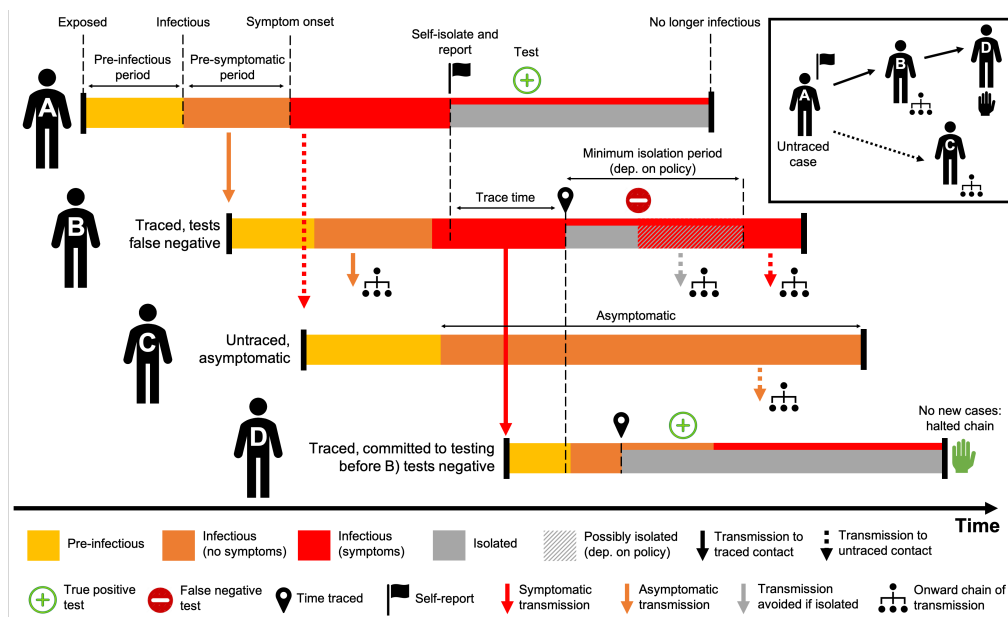 Exposed
Infectious
Symptom onset
Self-isolate and
report
Test
No longer infectious
Pre-infectious
period
Pre-symptomatic
period
A
Minimum isolation period
(dep. on policy)
Trace time
B
Traced, tests
false negative
C
Untraced,
asymptomatic
Asymptomatic
D
Traced, committed to testing
before B) tests negative
No new cases:
halted chain
A
B
C
D
Untraced
case
Time
Pre-infectious
Infectious
(no symptoms)
Infectious
(symptoms)
Isolated
Possibly isolated
(dep. on policy)
Transmission to
traced contact
Transmission to
untraced contact
True positive
test
False negative
test
Time traced
Self-report
Symptomatic
transmission
Asymptomatic
transmission
Transmission
avoided if isolated
Onward chain of
transmission